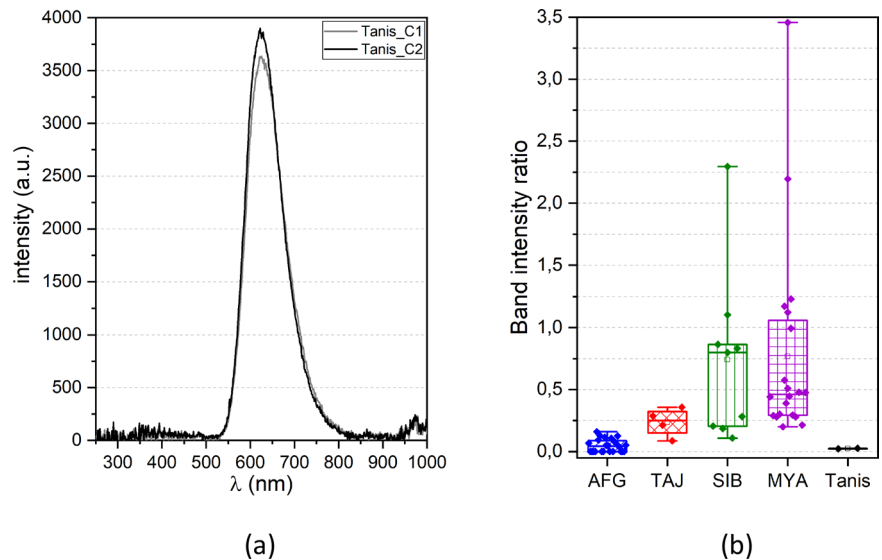 4000
3500
3000
2500
2000
1500
1000
500
0
intensity (a.u.)
Tanis_C1
Tanis_C2
300 400 500 600 700 800 900 1000
λ (nm)
(a)
3,5
3,0
2,5
2,0
1,5
1,0
0,5
0,0
Band intensity ratio
AFG TAJ SIB MYA Tanis
(b)